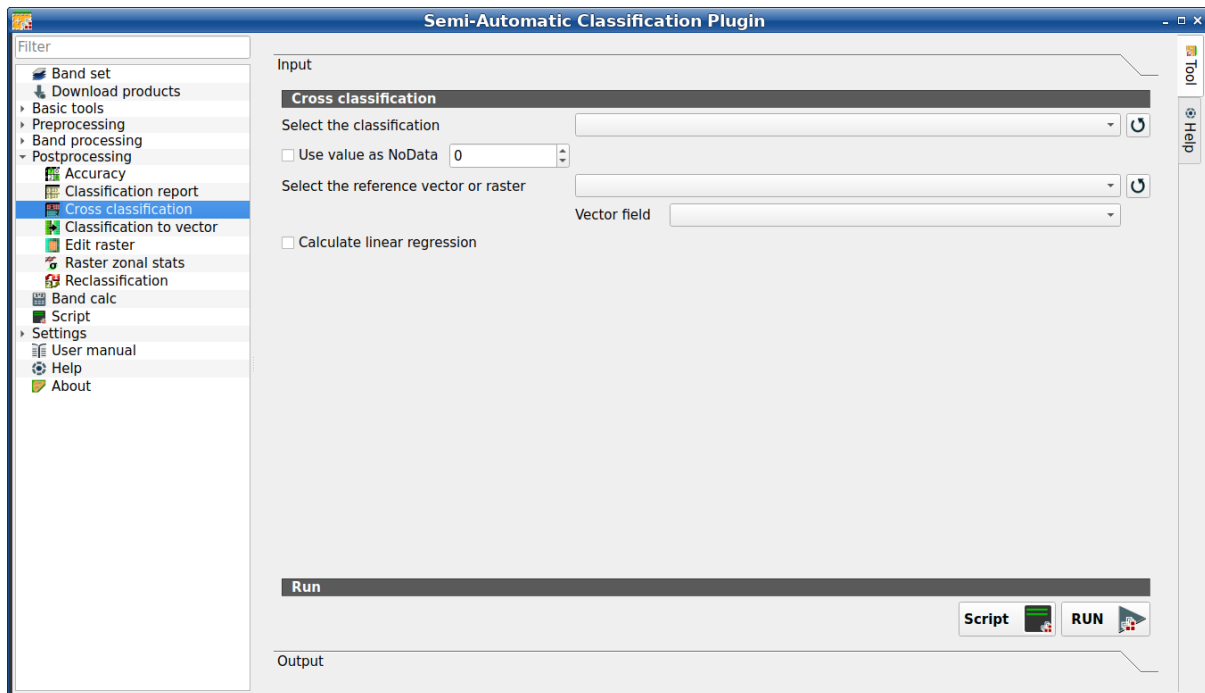 Semi-Automatic Classification Plugin
Filter
Band set
Download products
Basic tools
Preprocessing
Band processing
Postprocessing
Accuracy
Classification report
Cross classification
Classification to vector
Edit raster
Raster zonal stats
Reclassification
Band calc
Script
Settings
User manual
Help
About
Input
Cross classification
Select the classification
Use value as NoData 0
Select the reference vector or raster
Vector field
Calculate linear regression
Run
Script RUN
Output
Tool
Help